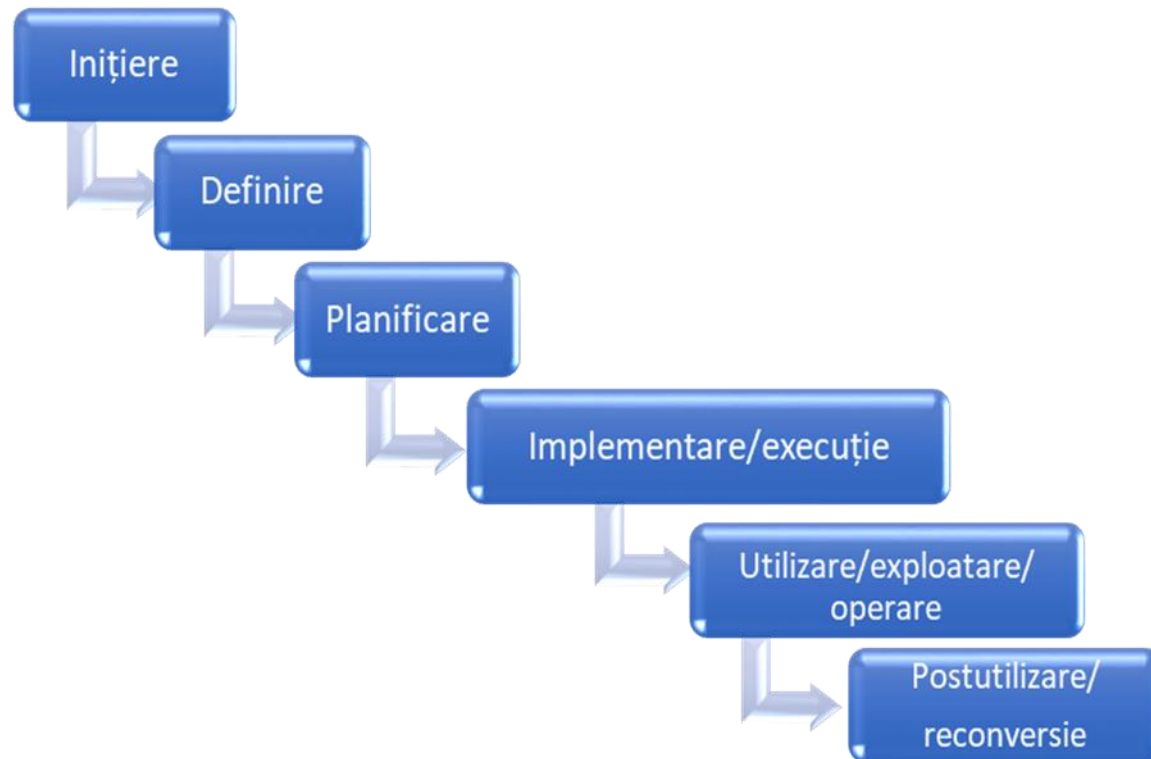 Inițiere
Definire
Planificare
Implementare/execuție
Utilizare/exploatare/
operare
Postutilizare/
reconversie